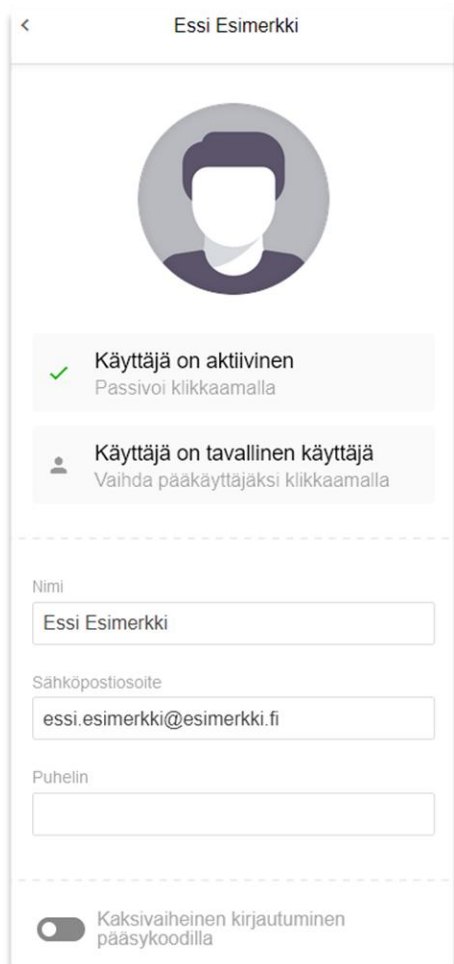 Essi Esimerkki
Käyttäjä on aktiivinen
Passivoi klikkaamalla
Käyttäjä on tavallinen käyttäjä
Vaihda pääkäyttäjäksi klikkaamalla
Nimi
Essi Esimerkki
Sähköpostiosoite
essi.esimerkki@esimerkki.fi
Puhelin
Kaksivaiheinen kirjautuminen
pääsykoodilla